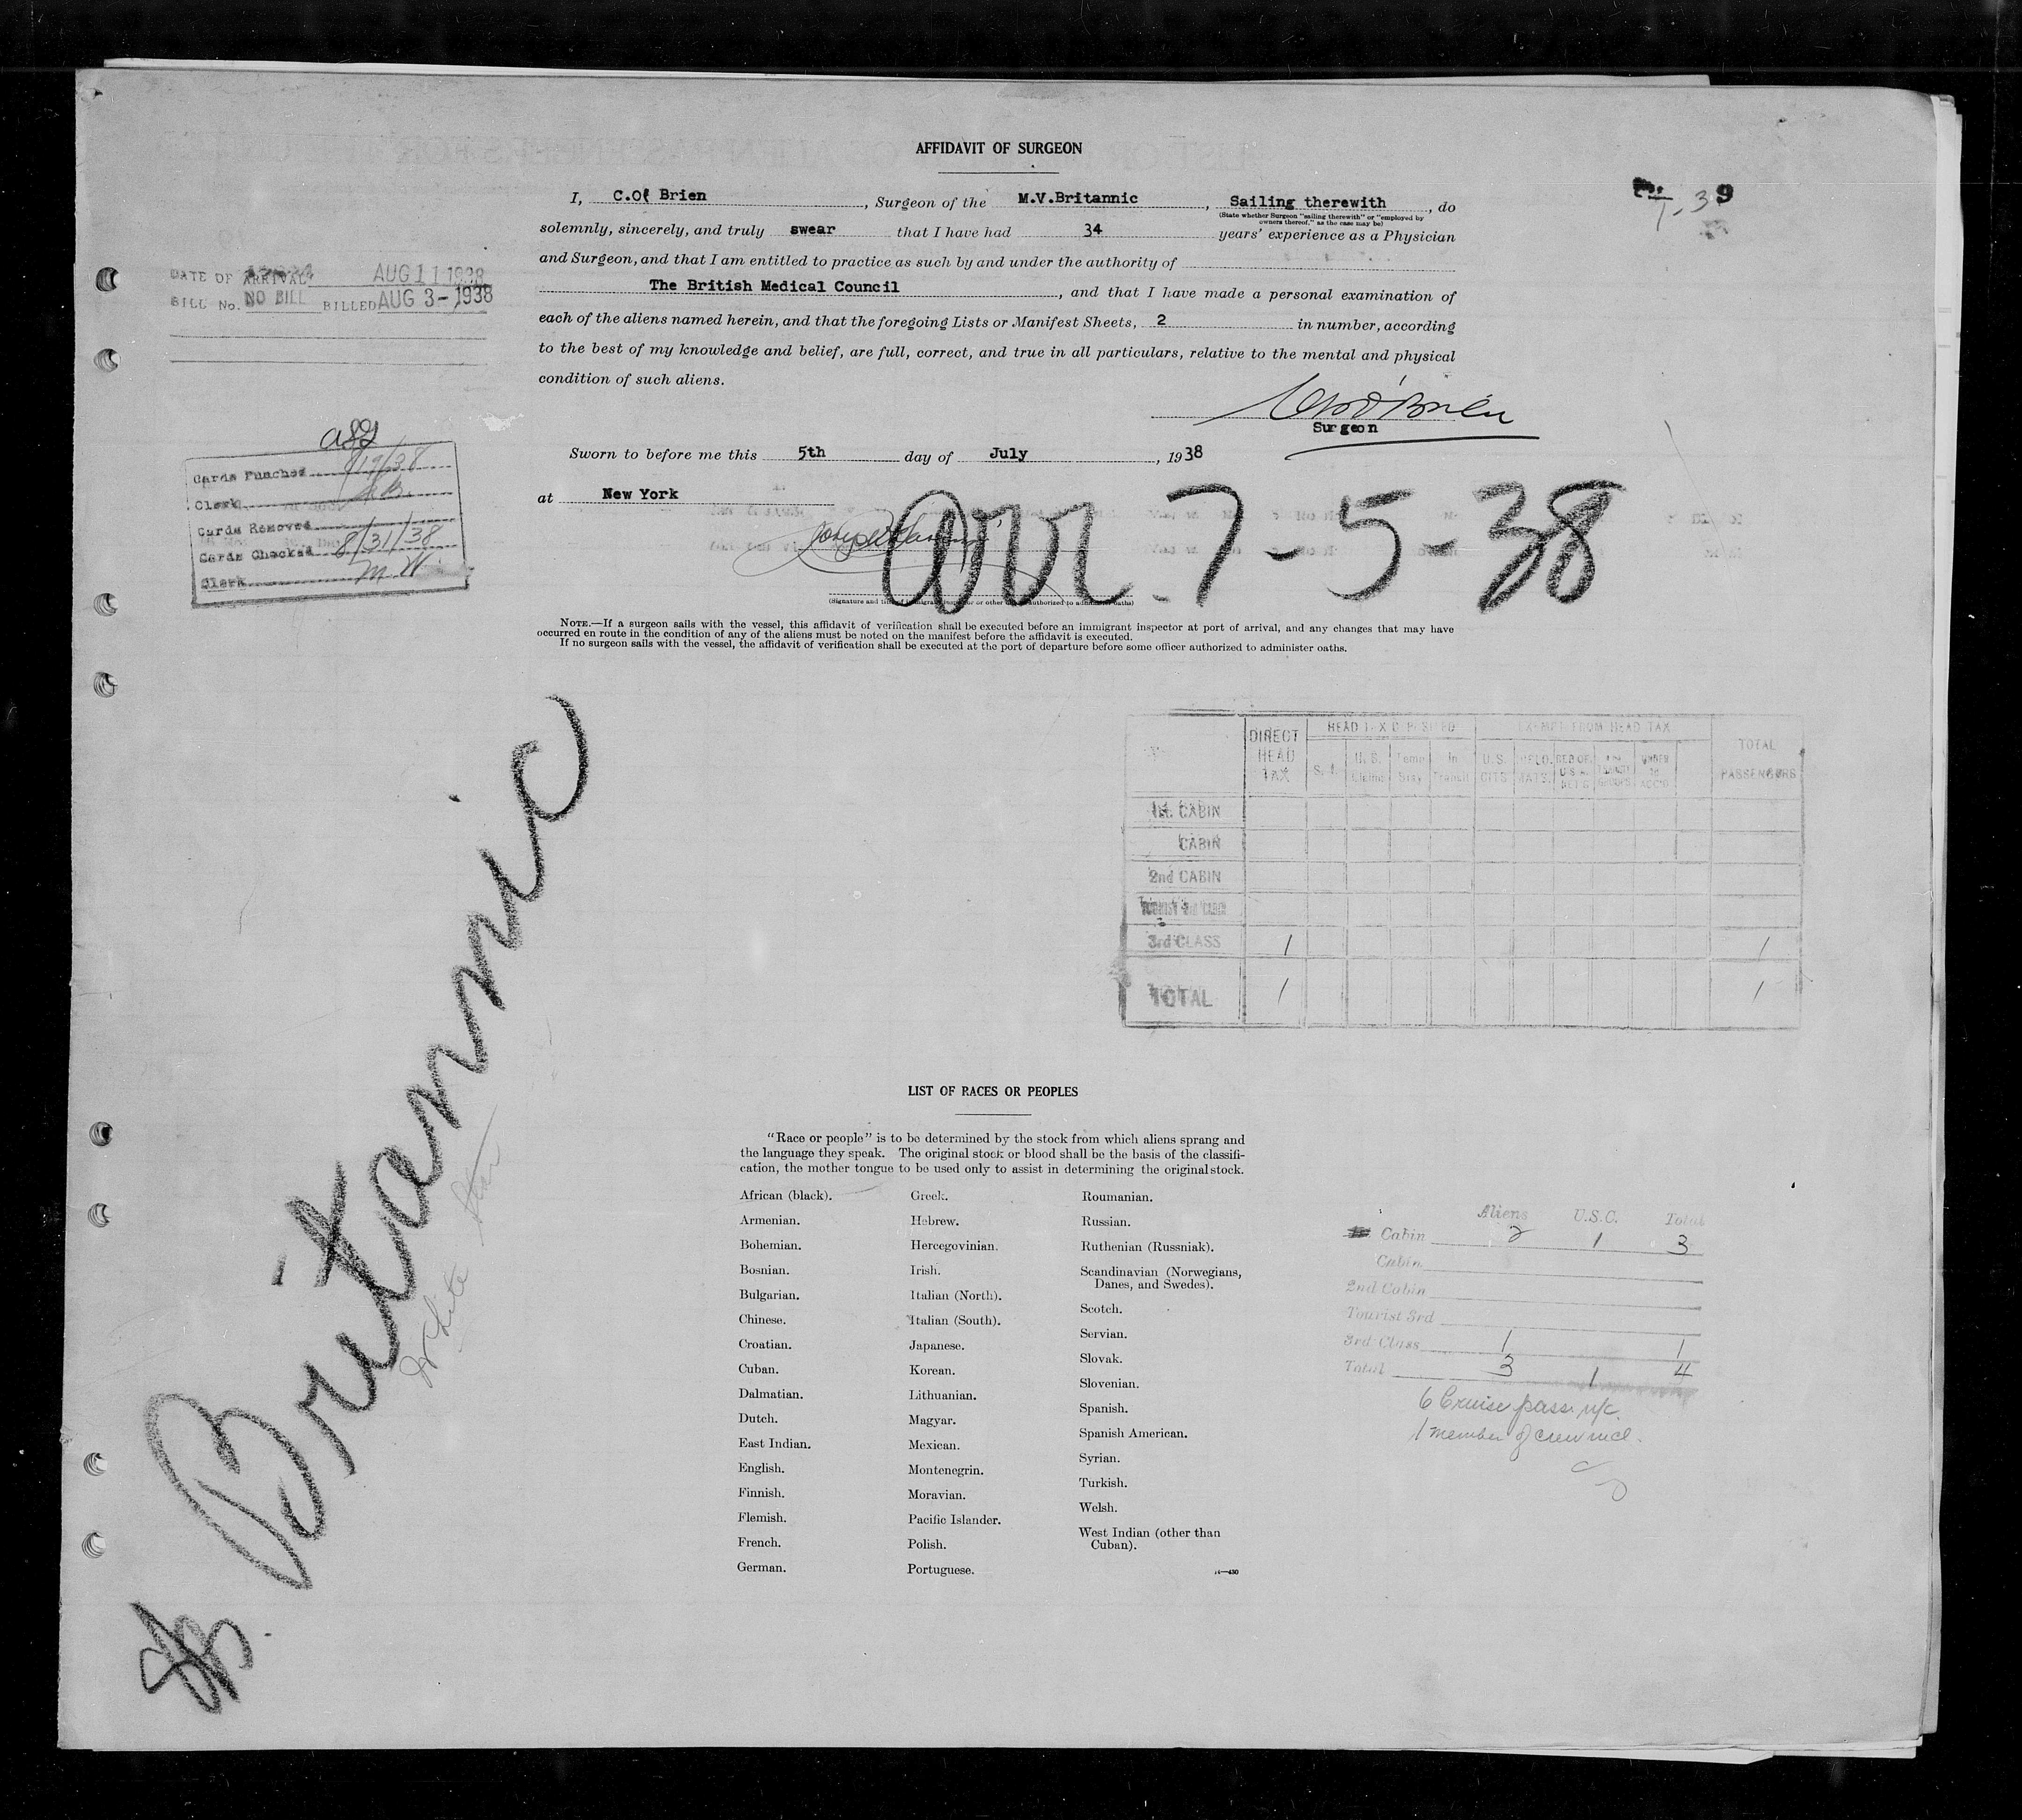 AFFIDAVIT OF SURGEON
I, C.O' Brien, Surgeon of the M.V.Britannic, Sailing therewith, do
(State whether Surgeon "sailing therewith" or "employed by
owners thereof," as the case may be)
solemnly, sincerely, and truly swear that I have had 34 years' experience as a Physician
and Surgeon, and that I am entitled to practice as such by and under the authority of
The British Medical Council, and that I have made a personal examination of
each of the aliens named herein, and that the foregoing Lists or Manifest Sheets, 2 in number, according
to the best of my knowledge and belief, are full, correct, and true in all particulars, relative to the mental and physical
condition of such aliens.
Surgeon
Sworn to before me this 5th day of July, 1938
at New York
arr. 7-5-38
NOTE.—If a surgeon sails with the vessel, this affidavit of verification shall be executed before an immigrant inspector at port of arrival, and any changes that may have
occurred en route in the condition of any of the aliens must be noted on the manifest before the affidavit is executed.
If no surgeon sails with the vessel, the affidavit of verification shall be executed at the port of departure before some officer authorized to administer oaths.
DATE OF ARRIVAL AUG 11 1938
BILL No. NO BILL BILLED AUG 3-1938
Cards Punched 8/19/38
Clerk
Cards Removed
Cards Checked 8/31/38
Clerk M.W.
Britannic
White Star
DIRECT HEAD TAX
EXEMPT FROM HEAD TAX
TOTAL PASSENGERS
S.I. U.S. Claims Temp Stay In Transit U.S. CITS
1st. CABIN
CABIN
2nd CABIN
3rd CLASS 1 1
TOTAL 1 1
LIST OF RACES OR PEOPLES
"Race or people" is to be determined by the stock from which aliens sprang and
the language they speak. The original stock or blood shall be the basis of the classifi-
cation, the mother tongue to be used only to assist in determining the original stock.
African (black).
Armenian.
Bohemian.
Bosnian.
Bulgarian.
Chinese.
Croatian.
Cuban.
Dalmatian.
Dutch.
East Indian.
English.
Finnish.
Flemish.
French.
German.
Greek.
Hebrew.
Hercegovinian.
Irish.
Italian (North).
Italian (South).
Japanese.
Korean.
Lithuanian.
Magyar.
Mexican.
Montenegrin.
Moravian.
Pacific Islander.
Polish.
Portuguese.
Roumanian.
Russian.
Ruthenian (Russniak).
Scandinavian (Norwegians,
Danes, and Swedes).
Scotch.
Servian.
Slovak.
Slovenian.
Spanish.
Spanish American.
Syrian.
Turkish.
Welsh.
West Indian (other than
Cuban).
Aliens U.S.C. Total
Cabin 2 1 3
Cabin
2nd Cabin
Tourist 3rd
3rd Class 1 1
Total 3 1 4
6 Cruise pass.
1 member of crew incl.